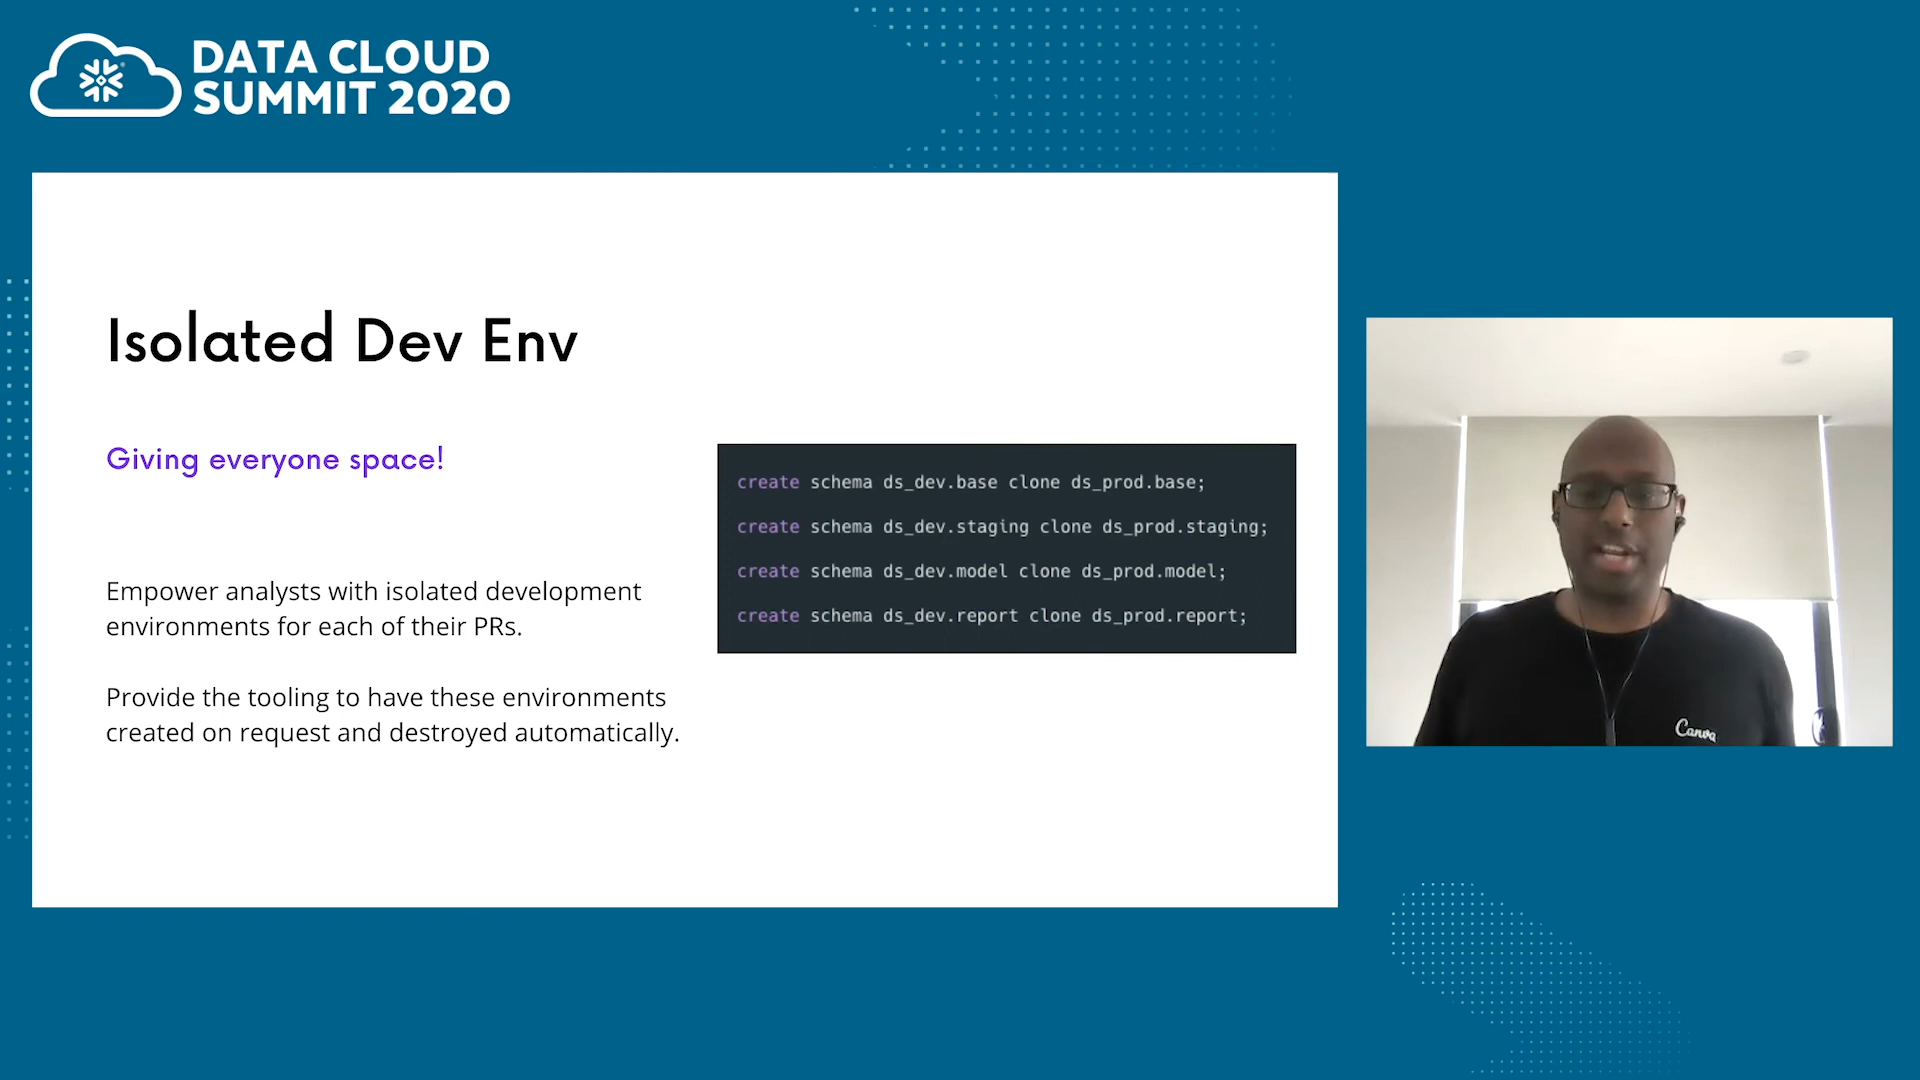 DATA CLOUD
SUMMIT 2020
Isolated Dev Env
Giving everyone space!
Empower analysts with isolated development
environments for each of their PRs.
Provide the tooling to have these environments
created on request and destroyed automatically.
create schema ds_dev.base clone ds_prod.base;
create schema ds_dev.staging clone ds_prod.staging;
create schema ds_dev.model clone ds_prod.model;
create schema ds_dev.report clone ds_prod.report;
Canva